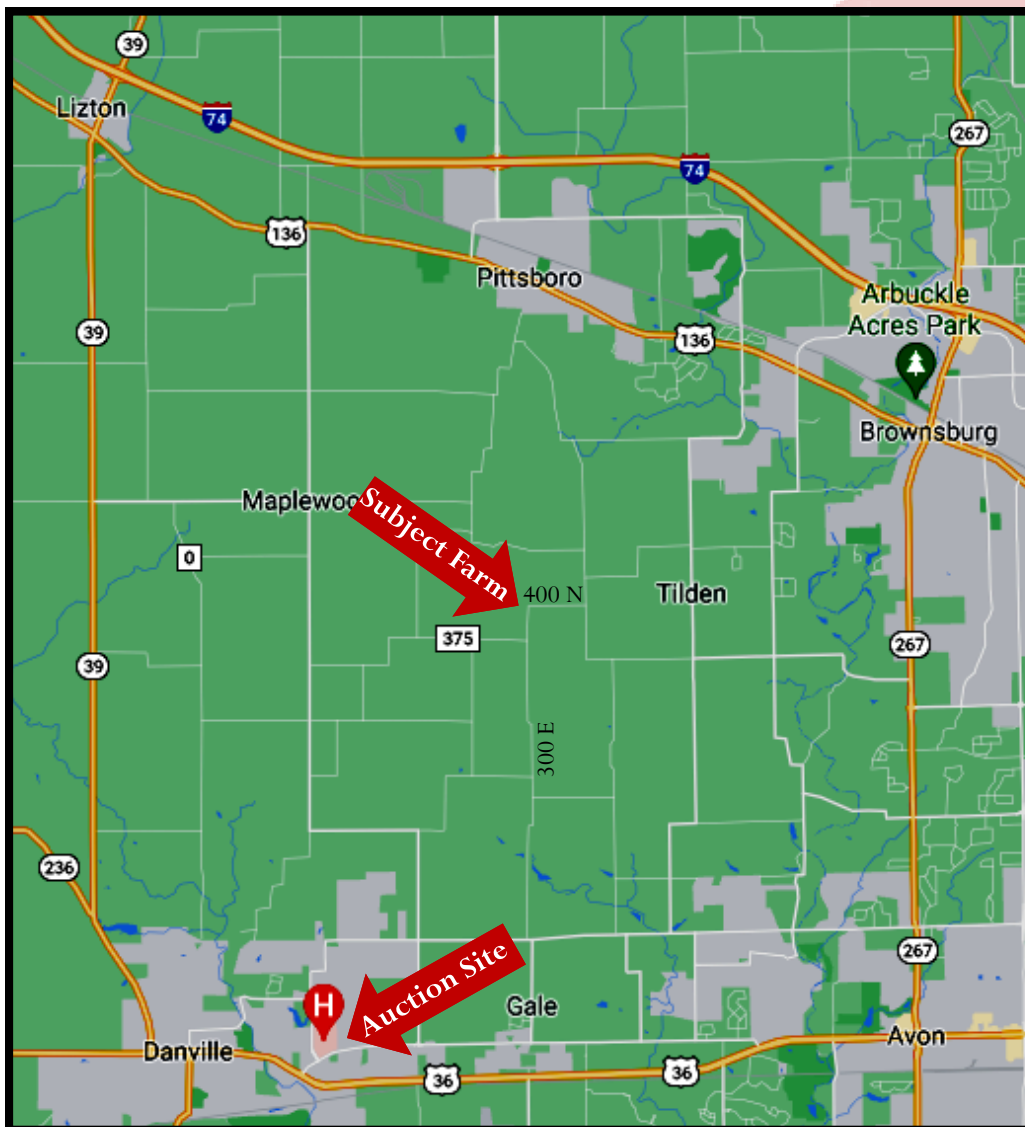 39
Lizton
74
267
74
136
Pittsboro
Arbuckle
Acres Park
39
136
Brownsburg
Maplewoo
Subject Farm
0
400 N
Tilden
375
267
39
300 E
236
267
H
Auction Site
Gale
Danville
Avon
36
36